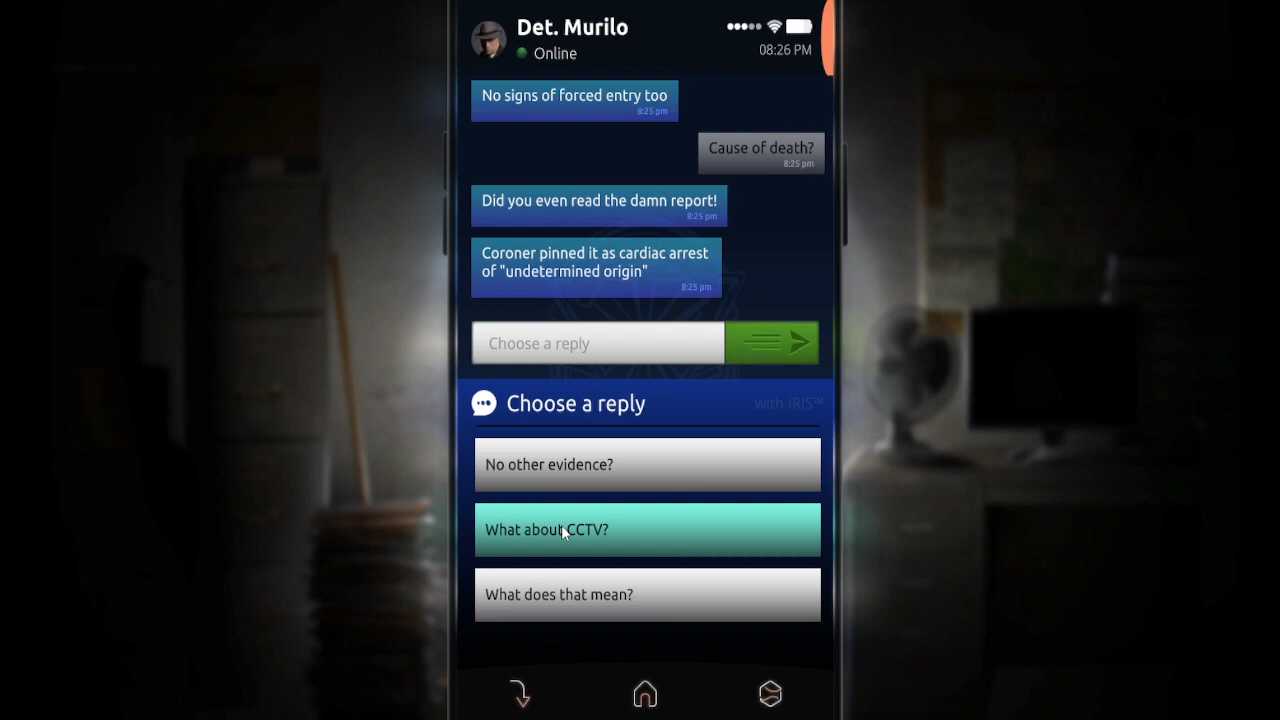 Det. Murilo
Online
08:26 PM
No signs of forced entry too
8:25 pm
Cause of death?
8:25 pm
Did you even read the damn report!
8:25 pm
Coroner pinned it as cardiac arrest
of "undetermined origin"
8:25 pm
Choose a reply
Choose a reply
with IRIS™
No other evidence?
What about CCTV?
What does that mean?